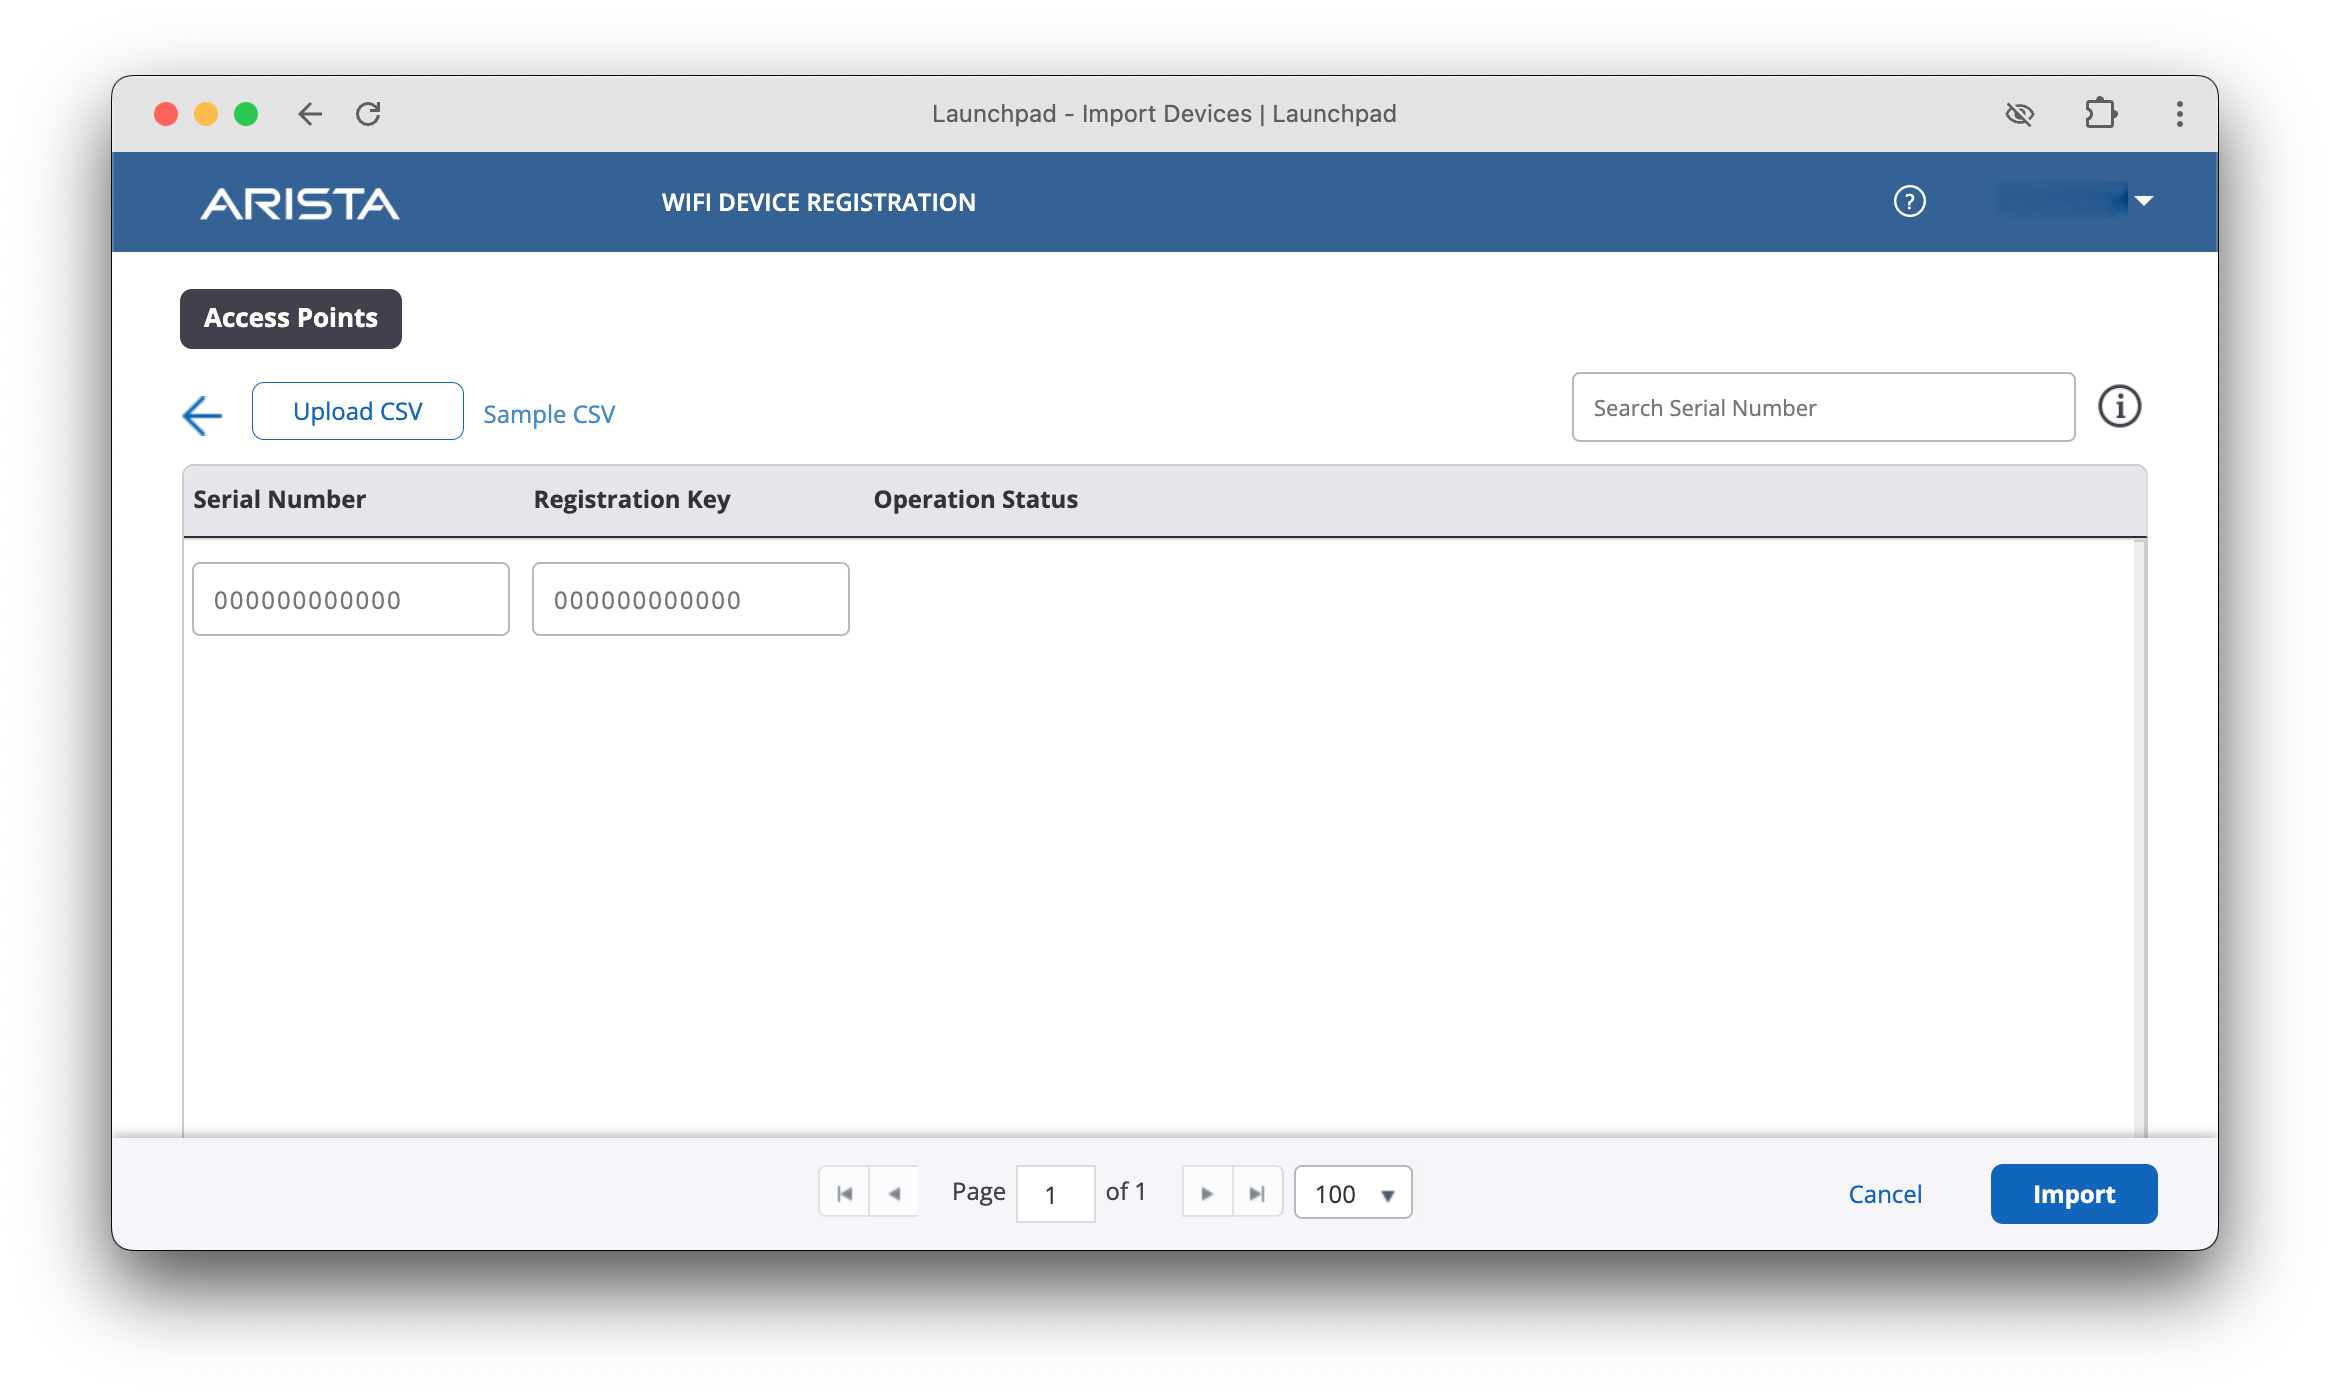 Launchpad - Import Devices | Launchpad
ARISTA
WIFI DEVICE REGISTRATION
?
Access Points
Upload CSV
Sample CSV
Search Serial Number
i
Serial Number Registration Key Operation Status
000000000000 000000000000
Page 1 of 1
100
Cancel
Import